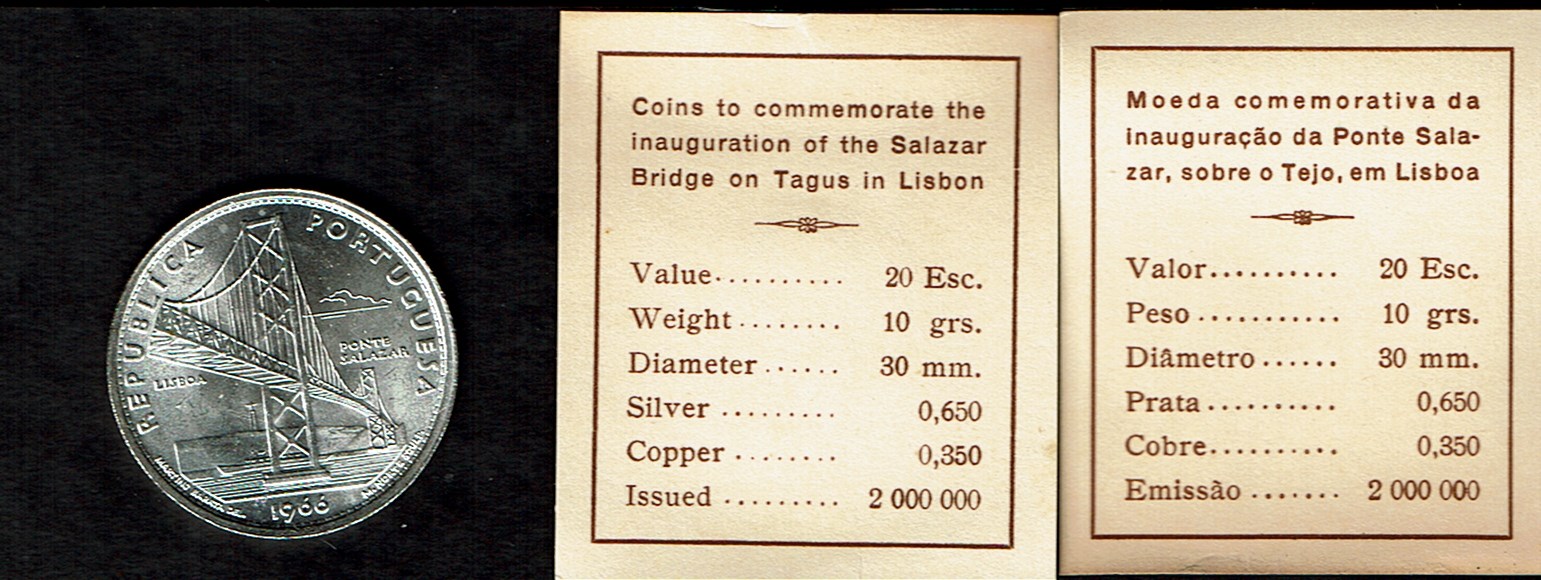 REPÚBLICA PORTUGUESA
PONTE
SALAZAR
LISBOA
1966
Coins to commemorate the
inauguration of the Salazar
Bridge on Tagus in Lisbon
Value.......... 20 Esc.
Weight........ 10 grs.
Diameter...... 30 mm.
Silver ......... 0,650
Copper ........ 0,350
Issued ......... 2 000 000
Moeda comemorativa da
inauguração da Ponte Sala-
zar, sobre o Tejo, em Lisboa
Valor.......... 20 Esc.
Peso ........... 10 grs.
Diâmetro ...... 30 mm.
Prata .......... 0,650
Cobre.......... 0,350
Emissão ....... 2 000 000